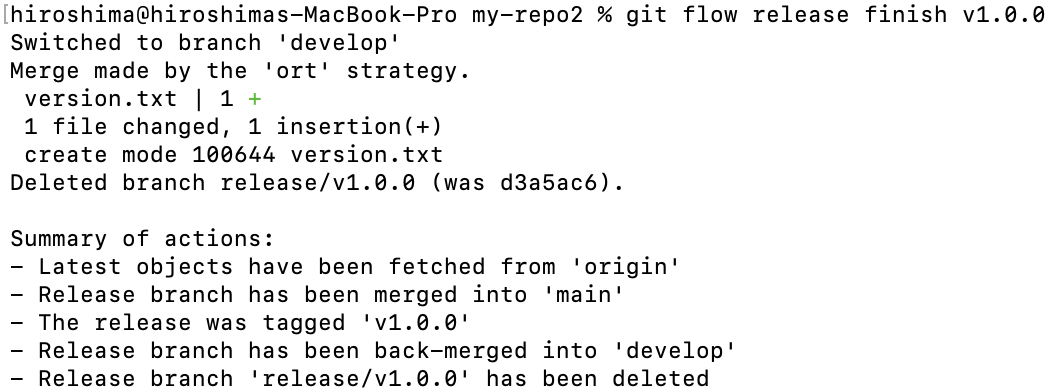 [hiroshima@hiroshimas-MacBook-Pro my-repo2 % git flow release finish v1.0.0
Switched to branch 'develop'
Merge made by the 'ort' strategy.
 version.txt | 1 +
 1 file changed, 1 insertion(+)
 create mode 100644 version.txt
Deleted branch release/v1.0.0 (was d3a5ac6).

Summary of actions:
- Latest objects have been fetched from 'origin'
- Release branch has been merged into 'main'
- The release was tagged 'v1.0.0'
- Release branch has been back-merged into 'develop'
- Release branch 'release/v1.0.0' has been deleted